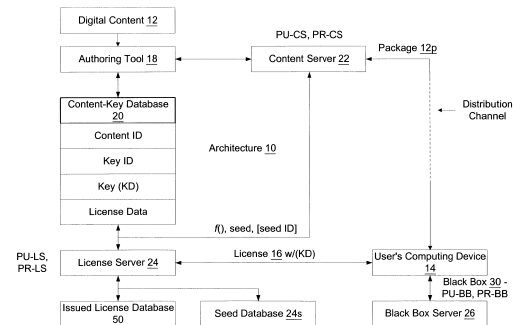 Digital Content 12
PU-CS, PR-CS
Authoring Tool 18
Content Server 22
Package 12p
Content-Key Database
20
Distribution
Channel
Content ID
Architecture 10
Key ID
Key (KD)
License Data
f(), seed, [seed ID]
PU-LS,
PR-LS
License Server 24
License 16 w/(KD)
User's Computing Device
14
Black Box 30 -
PU-BB, PR-BB
Issued License Database
50
Seed Database 24s
Black Box Server 26